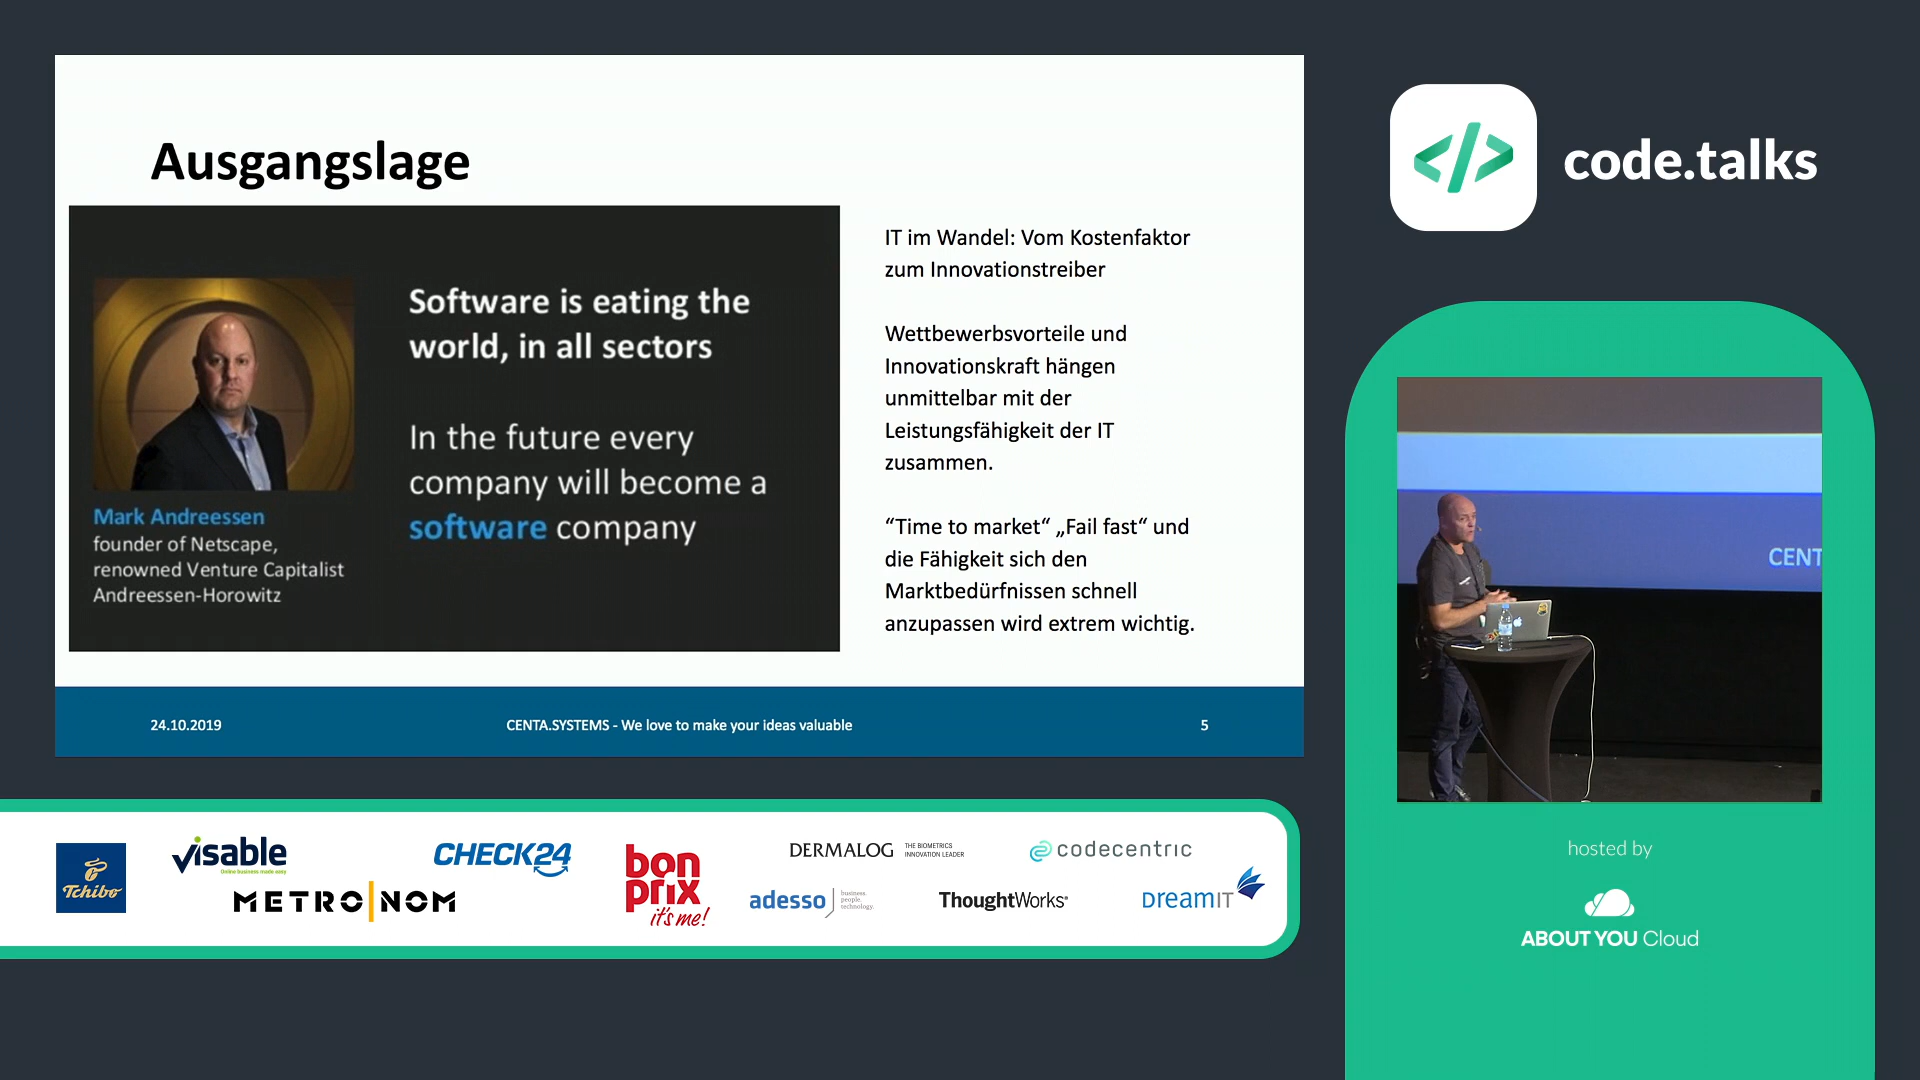 Ausgangslage
Software is eating the
world, in all sectors
In the future every
company will become a
software company
Mark Andreessen
founder of Netscape,
renowned Venture Capitalist
Andreessen-Horowitz
IT im Wandel: Vom Kostenfaktor
zum Innovationstreiber
Wettbewerbsvorteile und
Innovationskraft hängen
unmittelbar mit der
Leistungsfähigkeit der IT
zusammen.
“Time to market“ „Fail fast“ und
die Fähigkeit sich den
Marktbedürfnissen schnell
anzupassen wird extrem wichtig.
24.10.2019
CENTA.SYSTEMS - We love to make your ideas valuable
5
</> code.talks
CENT
hosted by
ABOUT YOU Cloud
Tchibo
visable
Online business made easy
METRO|NOM
CHECK24
bon
prix
it's me!
DERMALOG
THE BIOMETRICS
INNOVATION LEADER
adesso
business.
people.
technology.
codecentric
ThoughtWorks®
DreamIT